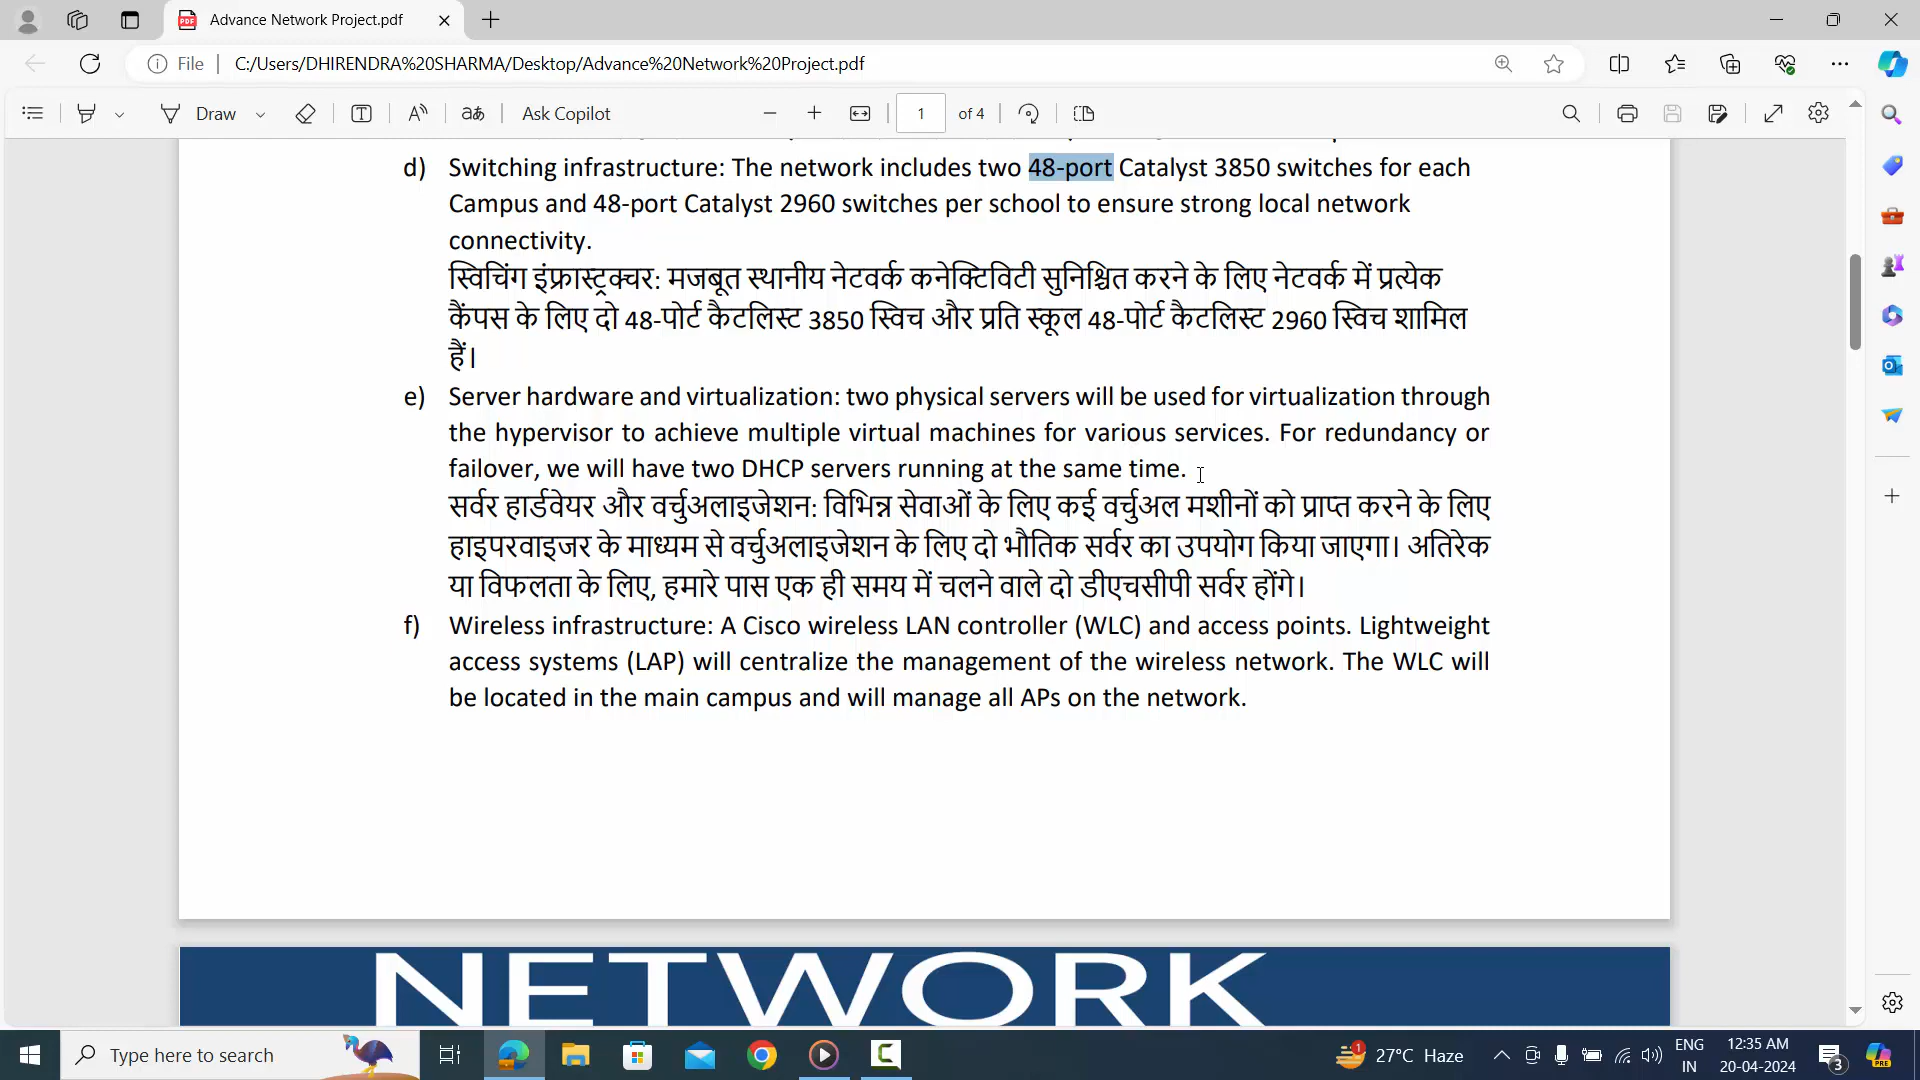 Advance Network Project.pdf
File
C:/Users/DHIRENDRA%20SHARMA/Desktop/Advance%20Network%20Project.pdf
Draw
Ask Copilot
1
of 4
d) Switching infrastructure: The network includes two 48-port Catalyst 3850 switches for each
Campus and 48-port Catalyst 2960 switches per school to ensure strong local network
connectivity.
स्विचिंग इंफ्रास्ट्रक्चर: मजबूत स्थानीय नेटवर्क कनेक्टिविटी सुनिश्चित करने के लिए नेटवर्क में प्रत्येक
कैंपस के लिए दो 48-पोर्ट कैटलिस्ट 3850 स्विच और प्रति स्कूल 48-पोर्ट कैटलिस्ट 2960 स्विच शामिल
हैं।
e) Server hardware and virtualization: two physical servers will be used for virtualization through
the hypervisor to achieve multiple virtual machines for various services. For redundancy or
failover, we will have two DHCP servers running at the same time.
सर्वर हार्डवेयर और वर्चुअलाइजेशन: विभिन्न सेवाओं के लिए कई वर्चुअल मशीनों को प्राप्त करने के लिए
हाइपरवाइजर के माध्यम से वर्चुअलाइजेशन के लिए दो भौतिक सर्वर का उपयोग किया जाएगा। अतिरेक
या विफलता के लिए, हमारे पास एक ही समय में चलने वाले दो डीएचसीपी सर्वर होंगे।
f) Wireless infrastructure: A Cisco wireless LAN controller (WLC) and access points. Lightweight
access systems (LAP) will centralize the management of the wireless network. The WLC will
be located in the main campus and will manage all APs on the network.
NETWORK
Type here to search
27°C Haze
ENG
IN
12:35 AM
20-04-2024
3